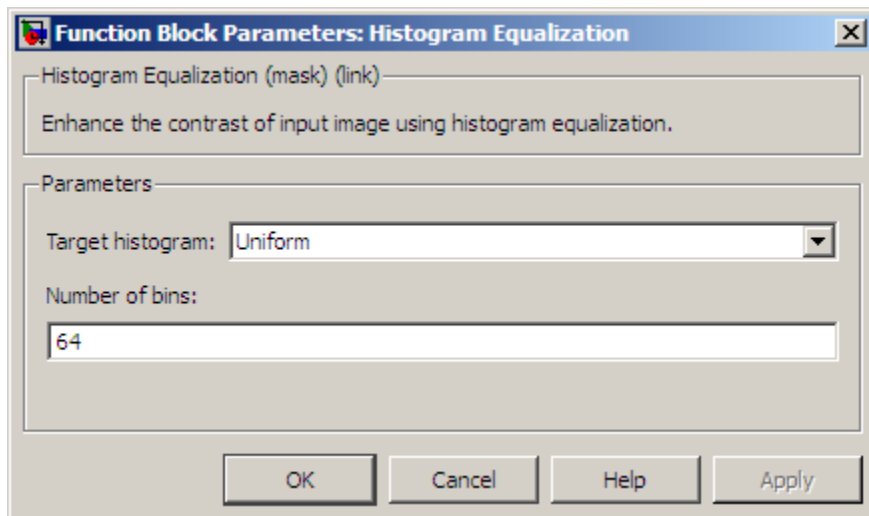 Function Block Parameters: Histogram Equalization
Histogram Equalization (mask) (link)
Enhance the contrast of input image using histogram equalization.
Parameters
Target histogram: Uniform
Number of bins:
64
OK Cancel Help Apply